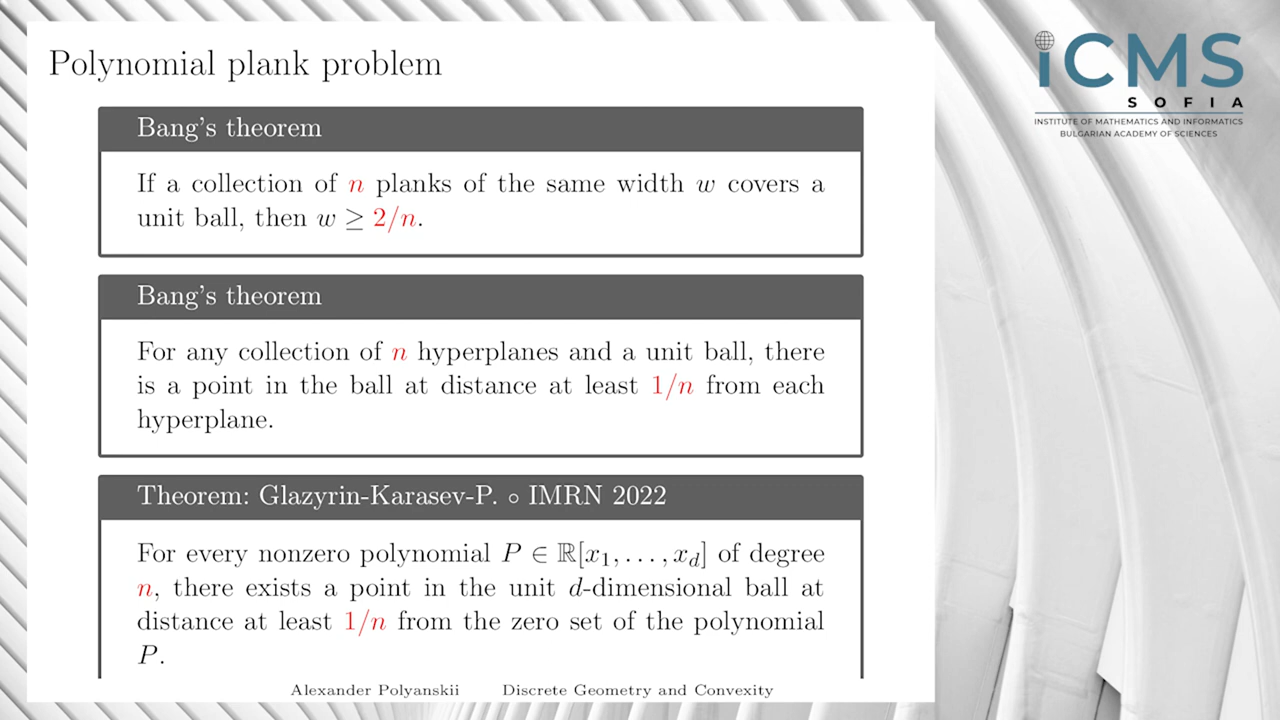 Polynomial plank problem
Bang's theorem
If a collection of n planks of the same width w covers a
unit ball, then w ≥ 2/n.
Bang's theorem
For any collection of n hyperplanes and a unit ball, there
is a point in the ball at distance at least 1/n from each
hyperplane.
Theorem: Glazyrin-Karasev-P. ∘ IMRN 2022
For every nonzero polynomial P ∈ ℝ[x₁, . . . , x_d] of degree
n, there exists a point in the unit d-dimensional ball at
distance at least 1/n from the zero set of the polynomial
P.
Alexander Polyanskii Discrete Geometry and Convexity
iCMS
SOFIA
INSTITUTE OF MATHEMATICS AND INFORMATICS
BULGARIAN ACADEMY OF SCIENCES